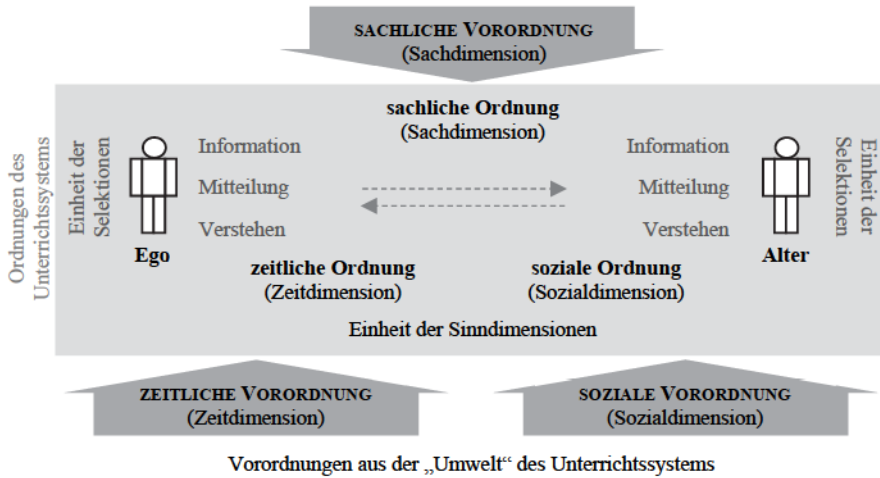 SACHLICHE VORORDNUNG
(Sachdimension)
sachliche Ordnung
(Sachdimension)
Ordnungen des
Unterrichtssystems
Einheit der
Selektionen
Information
Mitteilung
Verstehen
Ego
Information
Mitteilung
Verstehen
Alter
Einheit der
Selektionen
zeitliche Ordnung
(Zeitdimension)
soziale Ordnung
(Sozialdimension)
Einheit der Sinndimensionen
ZEITLICHE VORORDNUNG
(Zeitdimension)
SOZIALE VORORDNUNG
(Sozialdimension)
Vorordnungen aus der „Umwelt“ des Unterrichtssystems